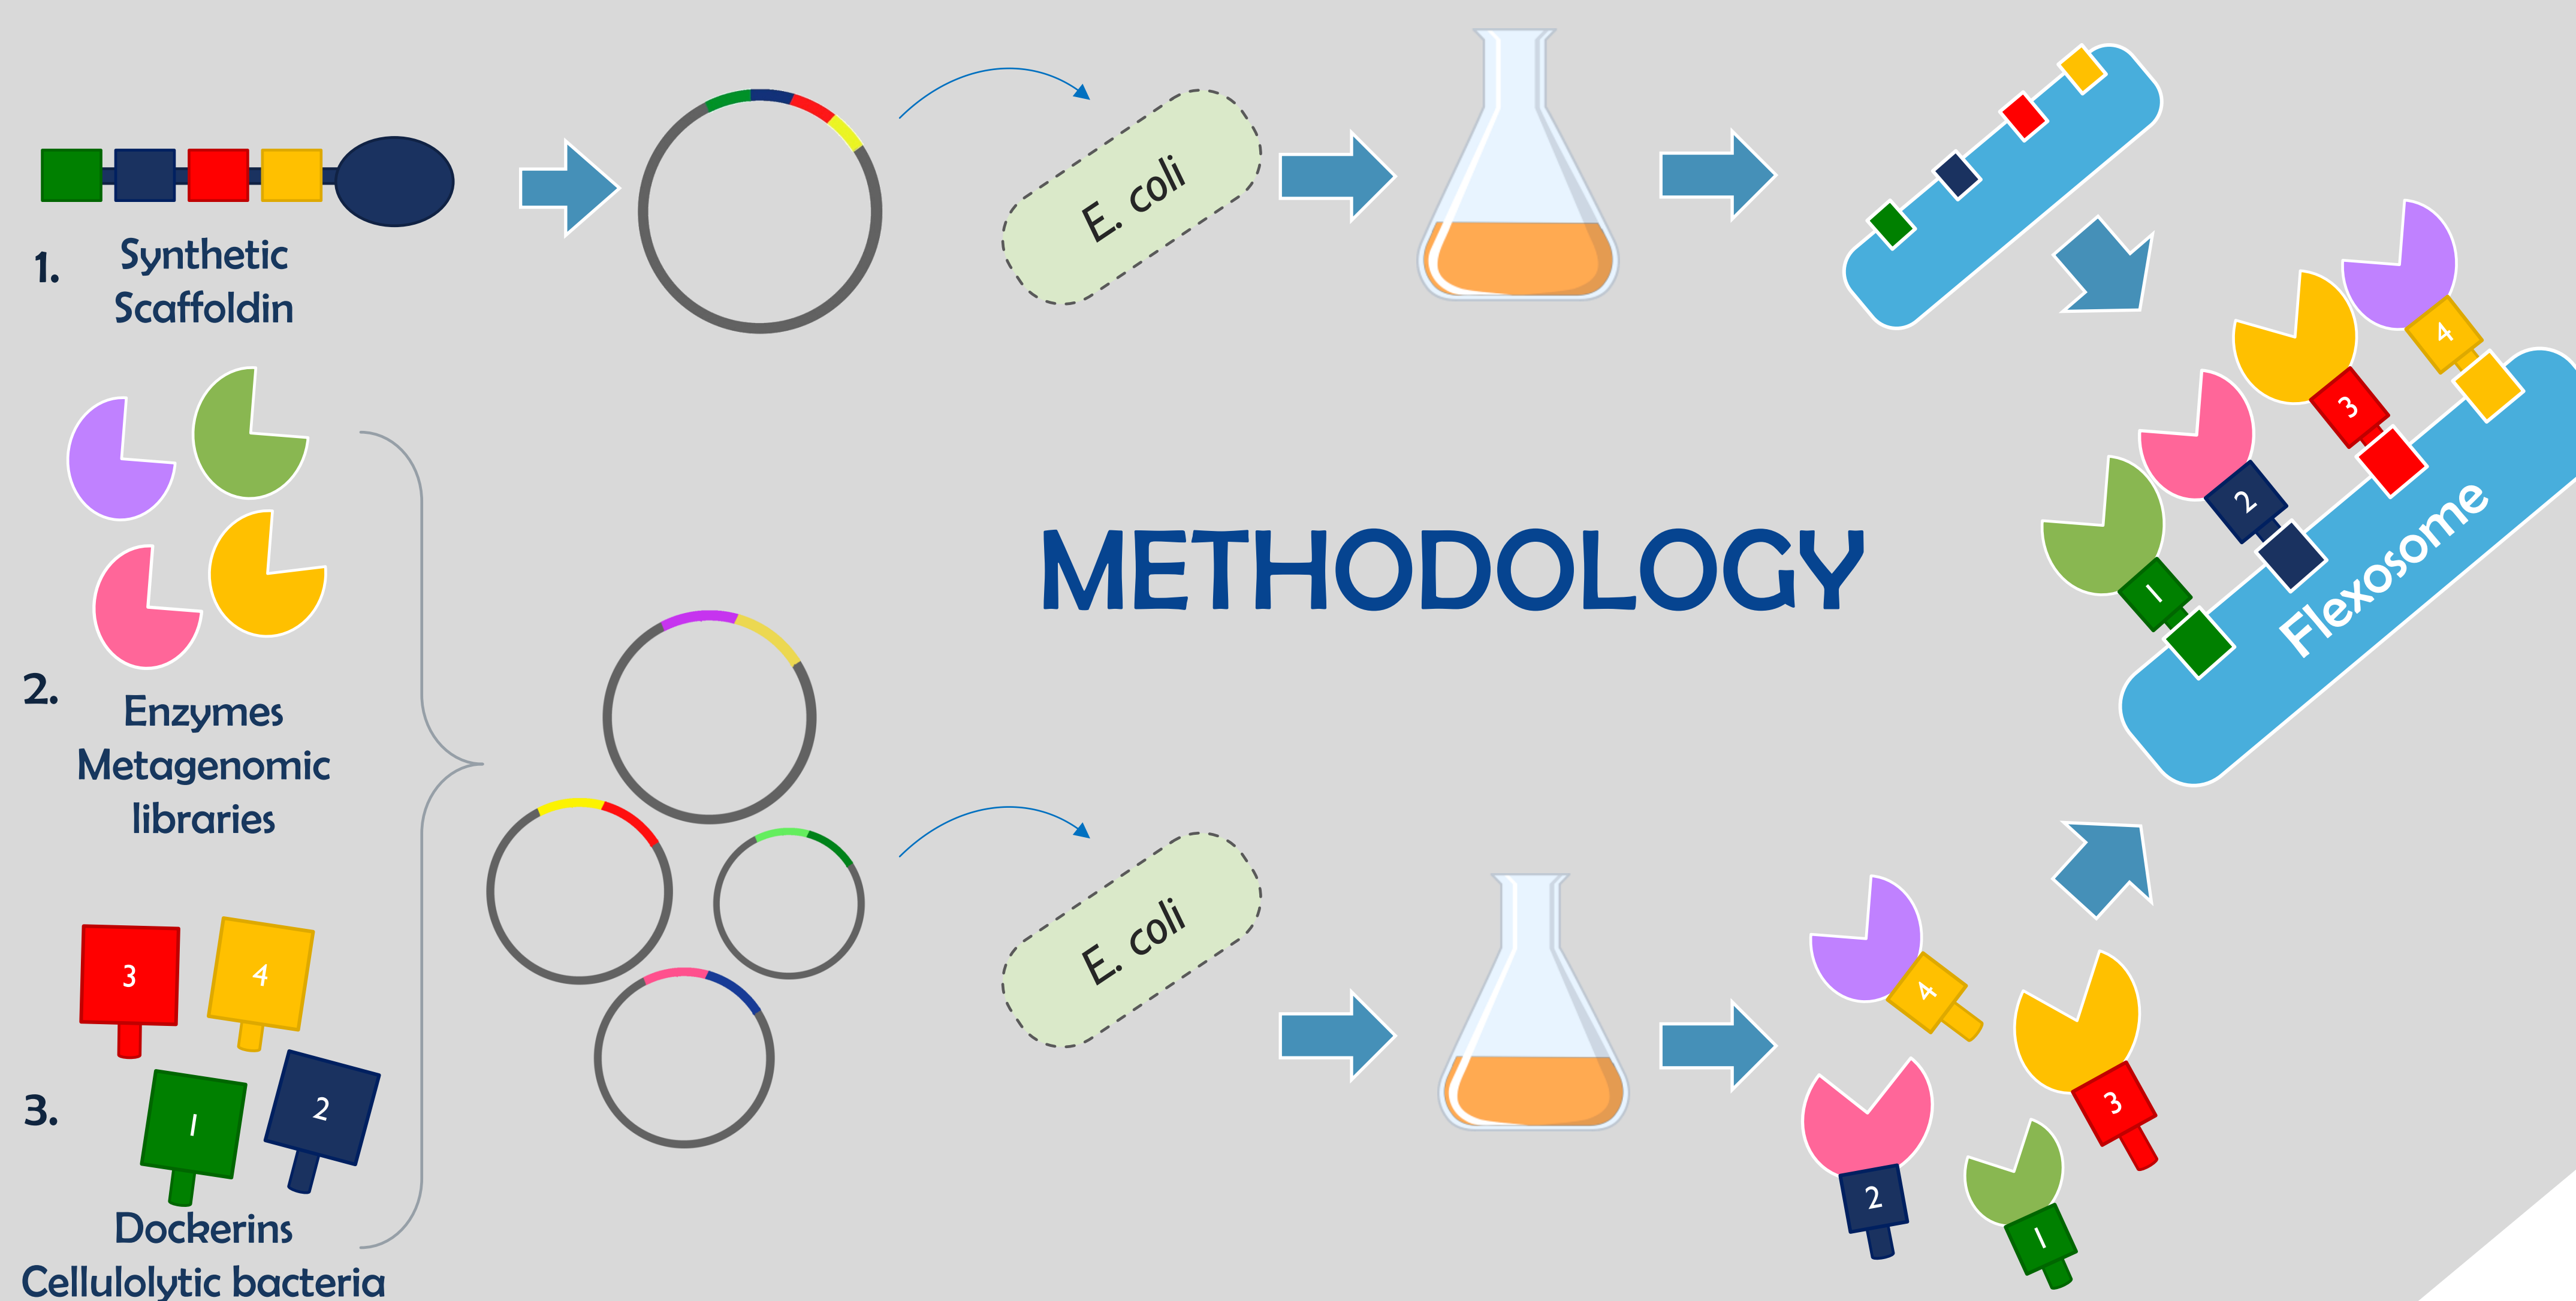 METHODOLOGY
1.
Synthetic
Scaffoldin
E. coli
2.
Enzymes
Metagenomic
libraries
3.
3
4
1
2
Dockerins
Cellulolytic bacteria
E. coli
4
3
2
1
4
3
2
1
Flexosome